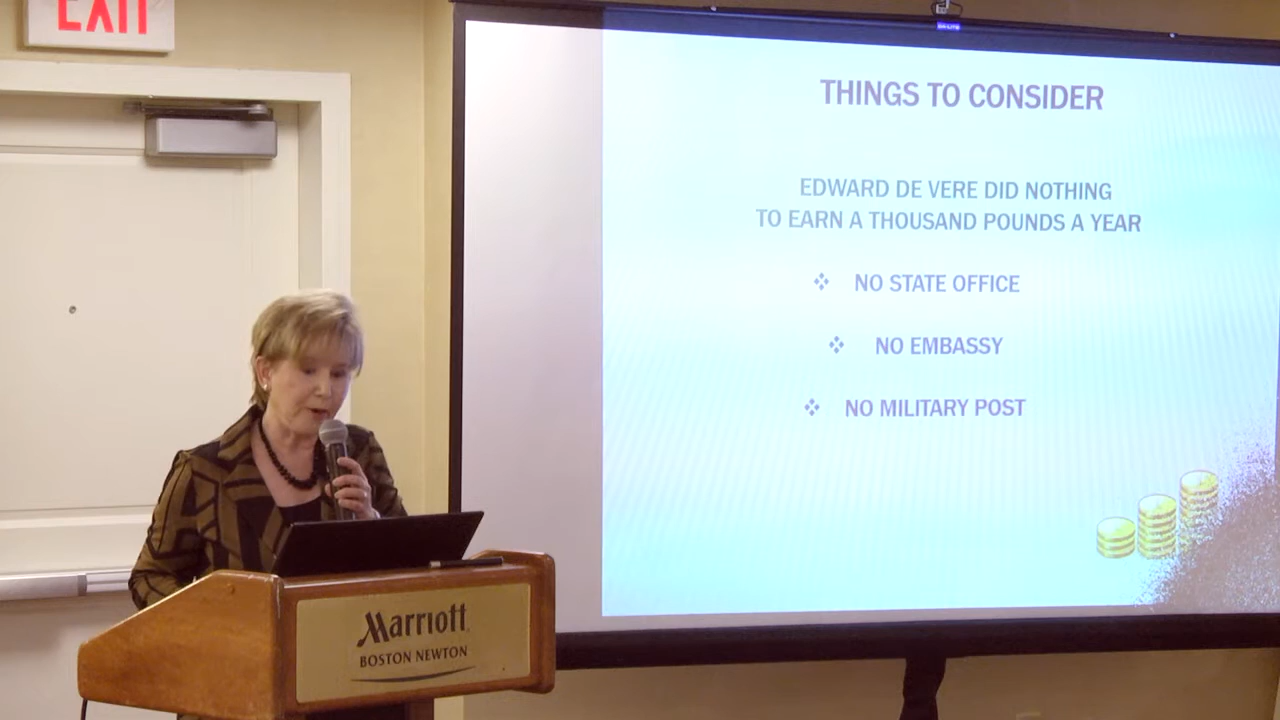 EXIT
THINGS TO CONSIDER
EDWARD DE VERE DID NOTHING
TO EARN A THOUSAND POUNDS A YEAR
❖ NO STATE OFFICE
❖ NO EMBASSY
❖ NO MILITARY POST
Marriott
BOSTON NEWTON